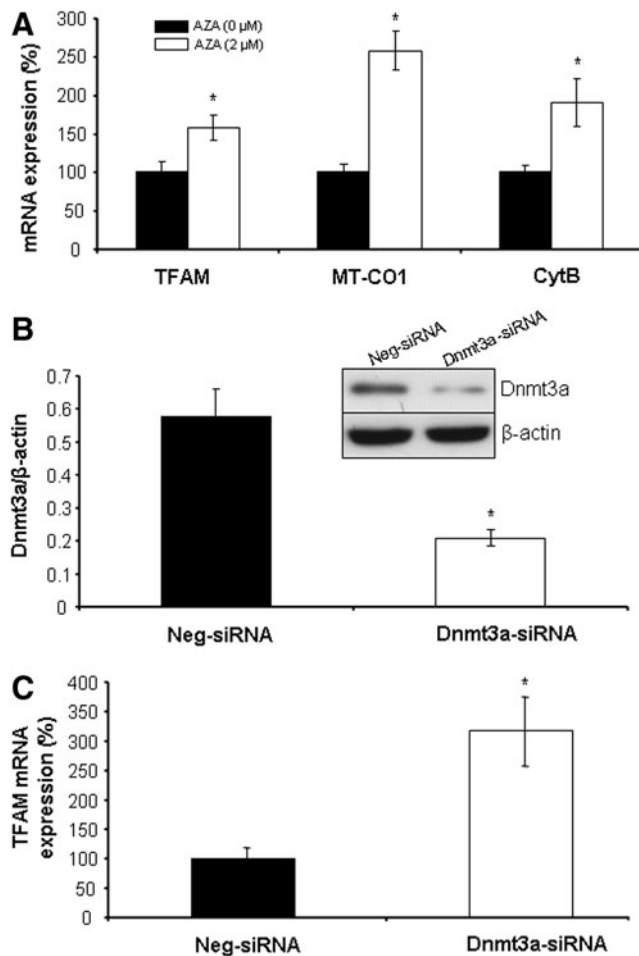 A
mRNA expression (%)
300
250
200
150
100
50
0
AZA (0 µM)
AZA (2 µM)
*
*
*
TFAM
MT-CO1
CytB
B
Dnmt3a/β-actin
0.7
0.6
0.5
0.4
0.3
0.2
0.1
0
Neg-siRNA
Dnmt3a-siRNA
Dnmt3a
β-actin
*
Neg-siRNA
Dnmt3a-siRNA
C
TFAM mRNA
expression (%)
400
350
300
250
200
150
100
50
0
*
Neg-siRNA
Dnmt3a-siRNA